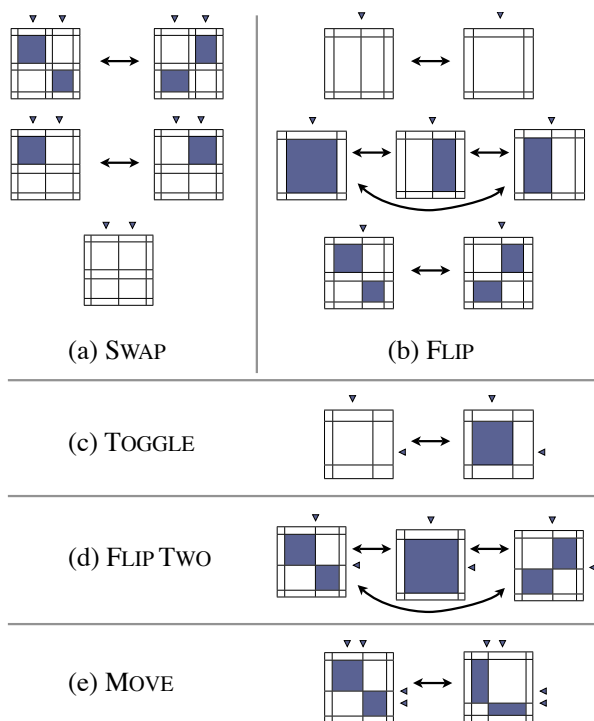 (a) SWAP
(b) FLIP
(c) TOGGLE
(d) FLIP TWO
(e) MOVE